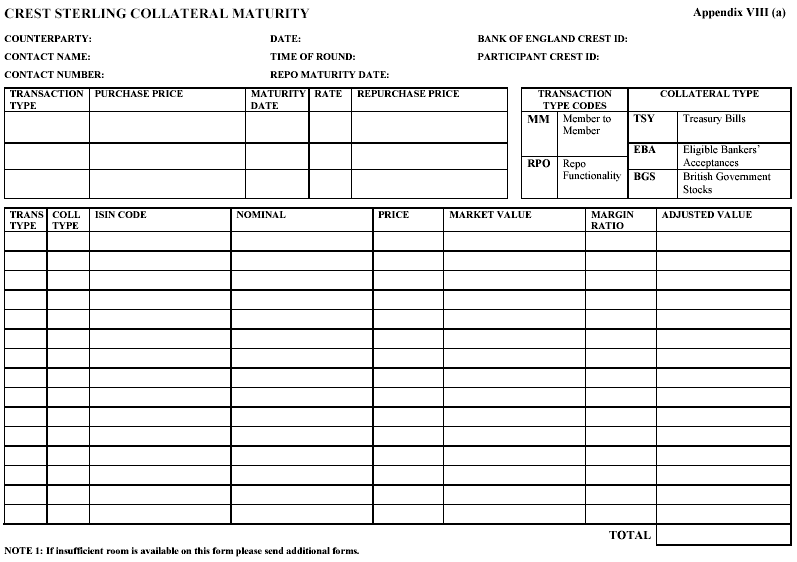 CREST STERLING COLLATERAL MATURITY
Appendix VIII (a)
COUNTERPARTY: DATE: BANK OF ENGLAND CREST ID:
CONTACT NAME: TIME OF ROUND: PARTICIPANT CREST ID:
CONTACT NUMBER: REPO MATURITY DATE:
TRANSACTION TYPE PURCHASE PRICE MATURITY DATE RATE REPURCHASE PRICE
TRANSACTION TYPE CODES COLLATERAL TYPE
MM Member to Member TSY Treasury Bills
EBA Eligible Bankers' Acceptances
RPO Repo Functionality BGS British Government Stocks
TRANS TYPE COLL TYPE ISIN CODE NOMINAL PRICE MARKET VALUE MARGIN RATIO ADJUSTED VALUE
TOTAL
NOTE 1: If insufficient room is available on this form please send additional forms.